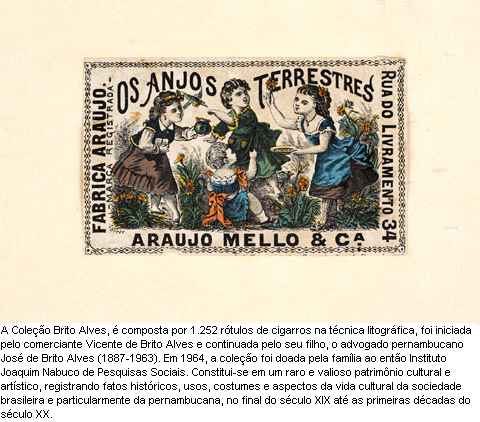 OS ANJOS TERRESTRES
FABRICA ARAUJO.
MARCA REGISTRADA
RUA DO LIVRAMENTO 34
ARAUJO MELLO & Cª
A Coleção Brito Alves, é composta por 1.252 rótulos de cigarros na técnica litográfica, foi iniciada
pelo comerciante Vicente de Brito Alves e continuada pelo seu filho, o advogado pernambucano
José de Brito Alves (1887-1963). Em 1964, a coleção foi doada pela família ao então Instituto
Joaquim Nabuco de Pesquisas Sociais. Constitui-se em um raro e valioso patrimônio cultural e
artístico, registrando fatos históricos, usos, costumes e aspectos da vida cultural da sociedade
brasileira e particularmente da pernambucana, no final do século XIX até as primeiras décadas do
século XX.